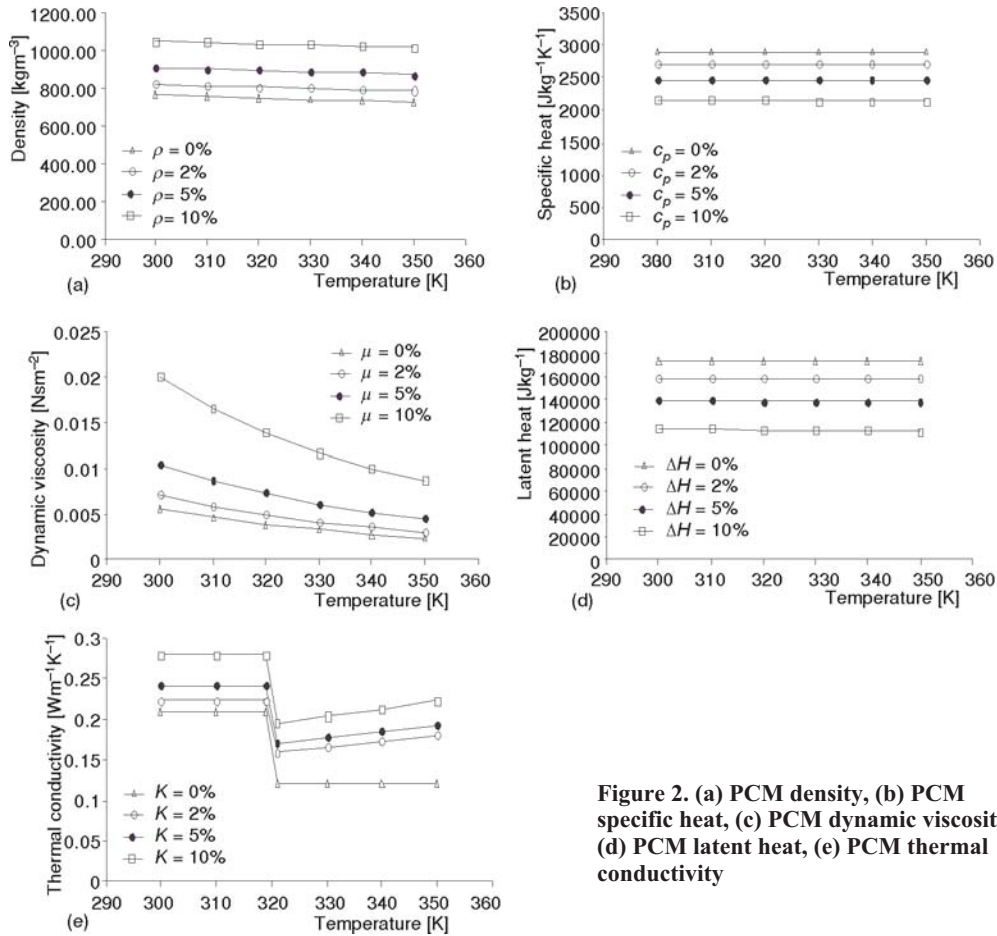 Density [kgm⁻³]
1200.00
1000.00
800.00
600.00
400.00
200.00
0.00
ρ = 0%
ρ= 2%
ρ= 5%
ρ= 10%
290 300 310 320 330 340 350 360
(a)
Temperature [K]
Specific heat [Jkg⁻¹K⁻¹]
3500
3000
2500
2000
1500
1000
500
0
c_p = 0%
c_p = 2%
c_p = 5%
c_p = 10%
290 300 380 320 330 340 350 360
(b)
Temperature [K]
Dynamic viscosity [Nsm⁻²]
0.025
0.02
0.015
0.01
0.005
0
μ = 0%
μ = 2%
μ = 5%
μ = 10%
290 300 310 320 330 340 350 360
(c)
Temperature [K]
Latent heat [Jkg⁻¹]
200000
180000
160000
140000
120000
100000
80000
60000
40000
20000
0
ΔH = 0%
ΔH = 2%
ΔH = 5%
ΔH = 10%
290 300 310 320 330 340 350 360
(d)
Temperature [K]
Thermal conductivity [Wm⁻¹K⁻¹]
0.3
0.25
0.2
0.15
0.1
0.05
0
K = 0%
K = 2%
K = 5%
K = 10%
290 300 310 320 330 340 350 360
(e)
Temperature [K]
Figure 2. (a) PCM density, (b) PCM
specific heat, (c) PCM dynamic viscosit
(d) PCM latent heat, (e) PCM thermal
conductivity